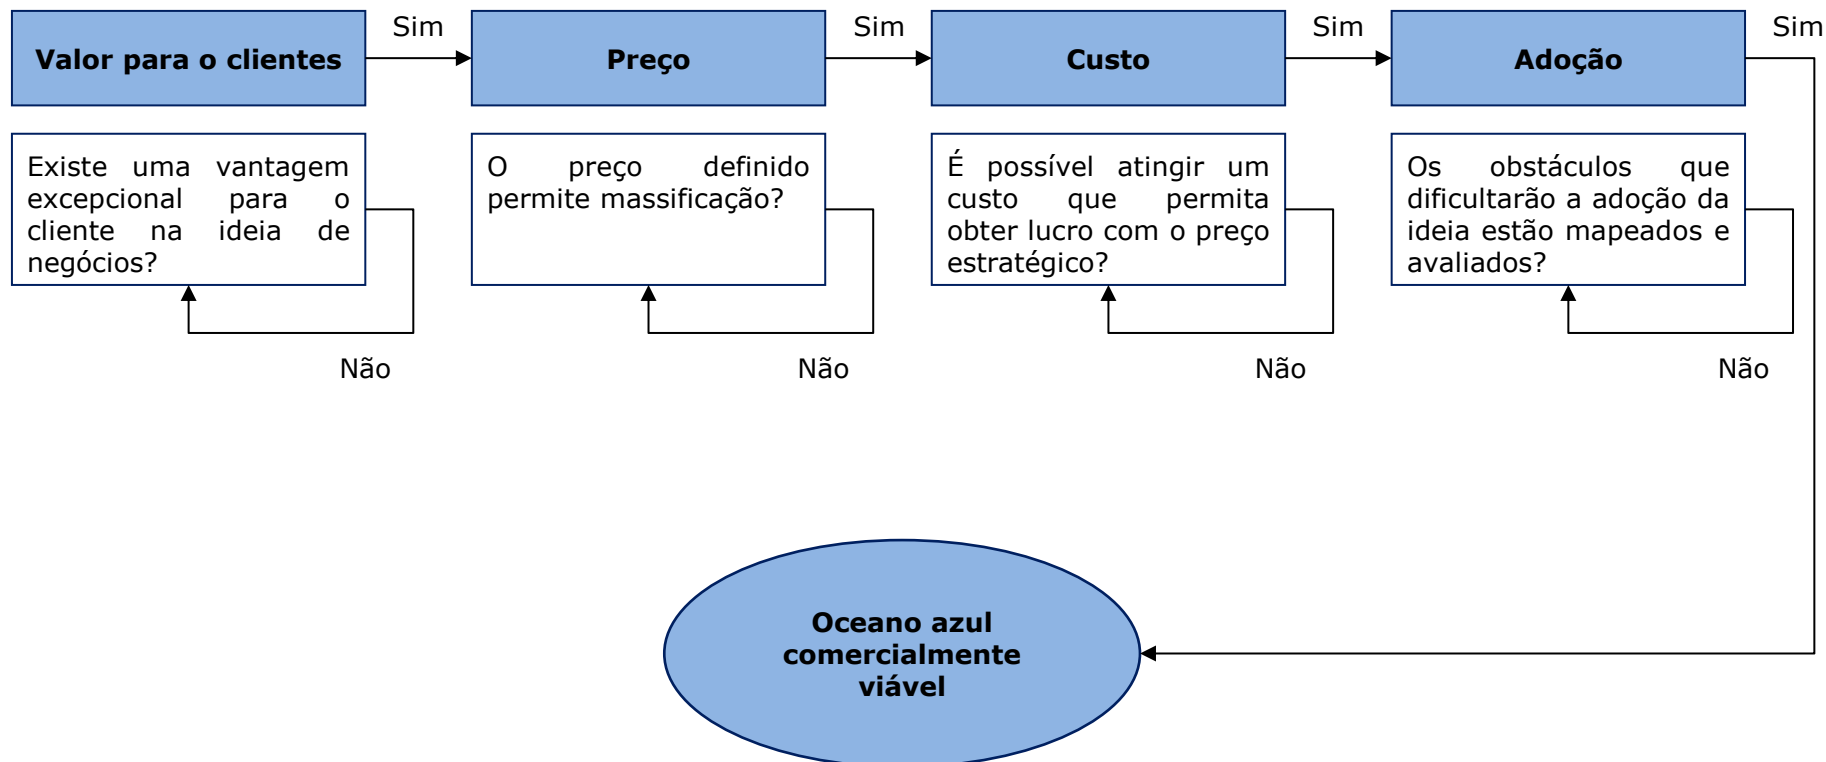 Sim
Sim
Sim
Sim
Valor para o clientes
Preço
Custo
Adoção
Existe uma vantagem
excepcional para o
cliente na ideia de
negócios?
O preço definido
permite massificação?
É possível atingir um
custo que permita
obter lucro com o preço
estratégico?
Os obstáculos que
dificultarão a adoção da
ideia estão mapeados e
avaliados?
Não
Não
Não
Não
Oceano azul
comercialmente
viável